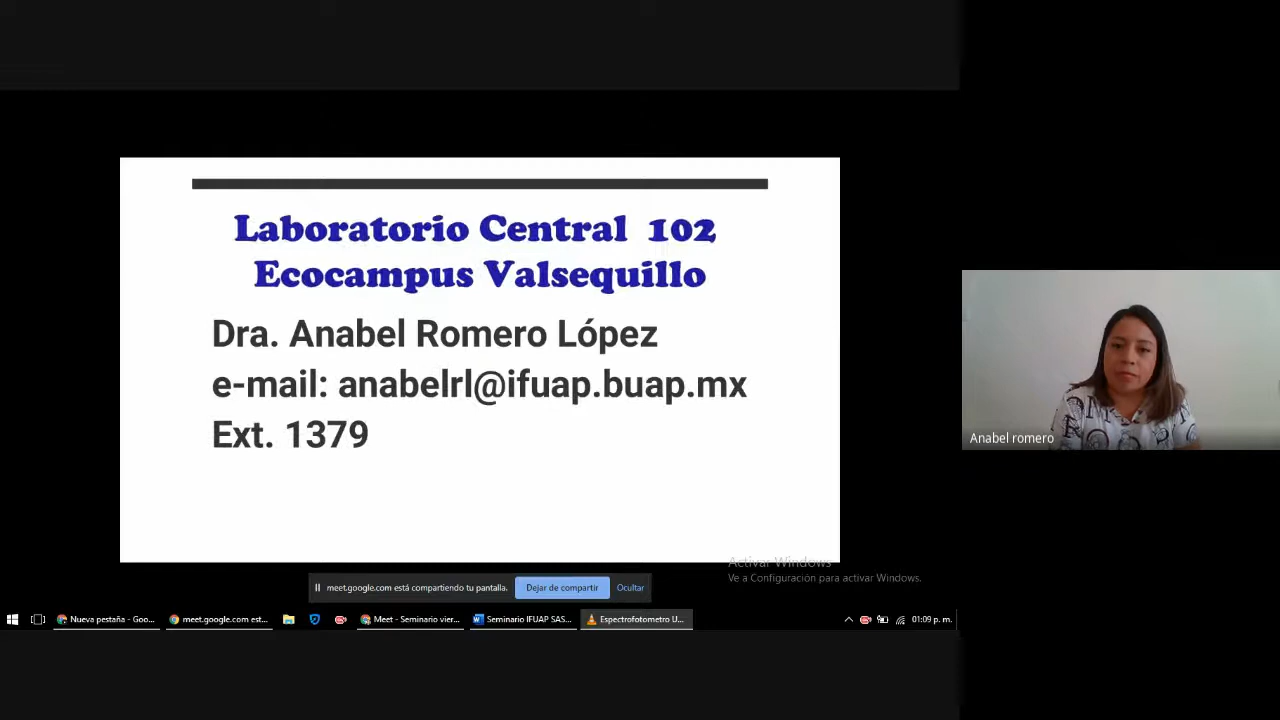 Laboratorio Central 102
Ecocampus Valsequillo
Dra. Anabel Romero López
e-mail: anabelrl@ifuap.buap.mx
Ext. 1379
Anabel romero
Activar Windows
Ve a Configuración para activar Windows.
meet.google.com está compartiendo tu pantalla.
Dejar de compartir
Ocultar
Nueva pestaña - Goo...
meet.google.com est...
Meet - Seminario vier...
Seminario IFUAP SAS...
Espectrofotometro U...
01:09 p. m.